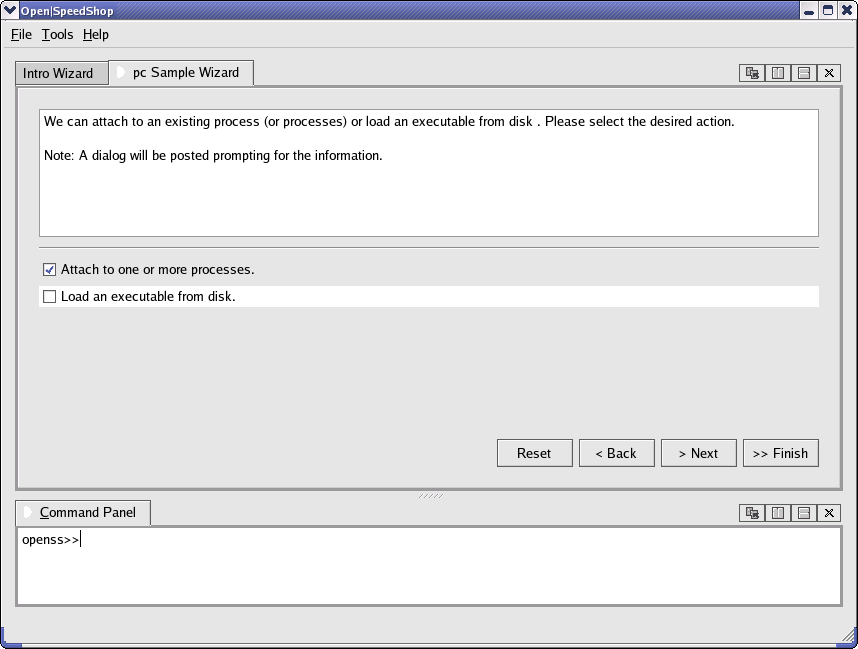 Open|SpeedShop
File Tools Help
Intro Wizard
pc Sample Wizard
We can attach to an existing process (or processes) or load an executable from disk . Please select the desired action.
Note: A dialog will be posted prompting for the information.
Attach to one or more processes.
Load an executable from disk.
Reset
< Back
> Next
>> Finish
Command Panel
openss>>